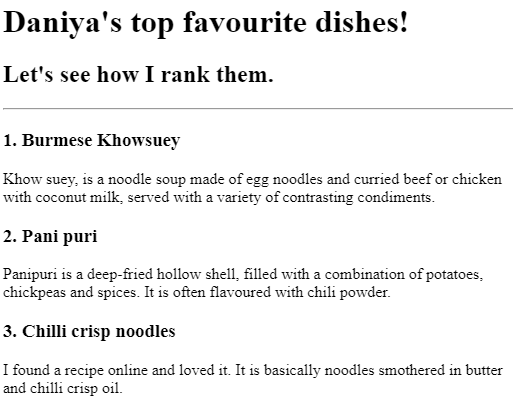 Daniya's top favourite dishes!
Let's see how I rank them.
1. Burmese Khowsuey
Khow suey, is a noodle soup made of egg noodles and curried beef or chicken
with coconut milk, served with a variety of contrasting condiments.
2. Pani puri
Panipuri is a deep-fried hollow shell, filled with a combination of potatoes,
chickpeas and spices. It is often flavoured with chili powder.
3. Chilli crisp noodles
I found a recipe online and loved it. It is basically noodles smothered in butter
and chilli crisp oil.